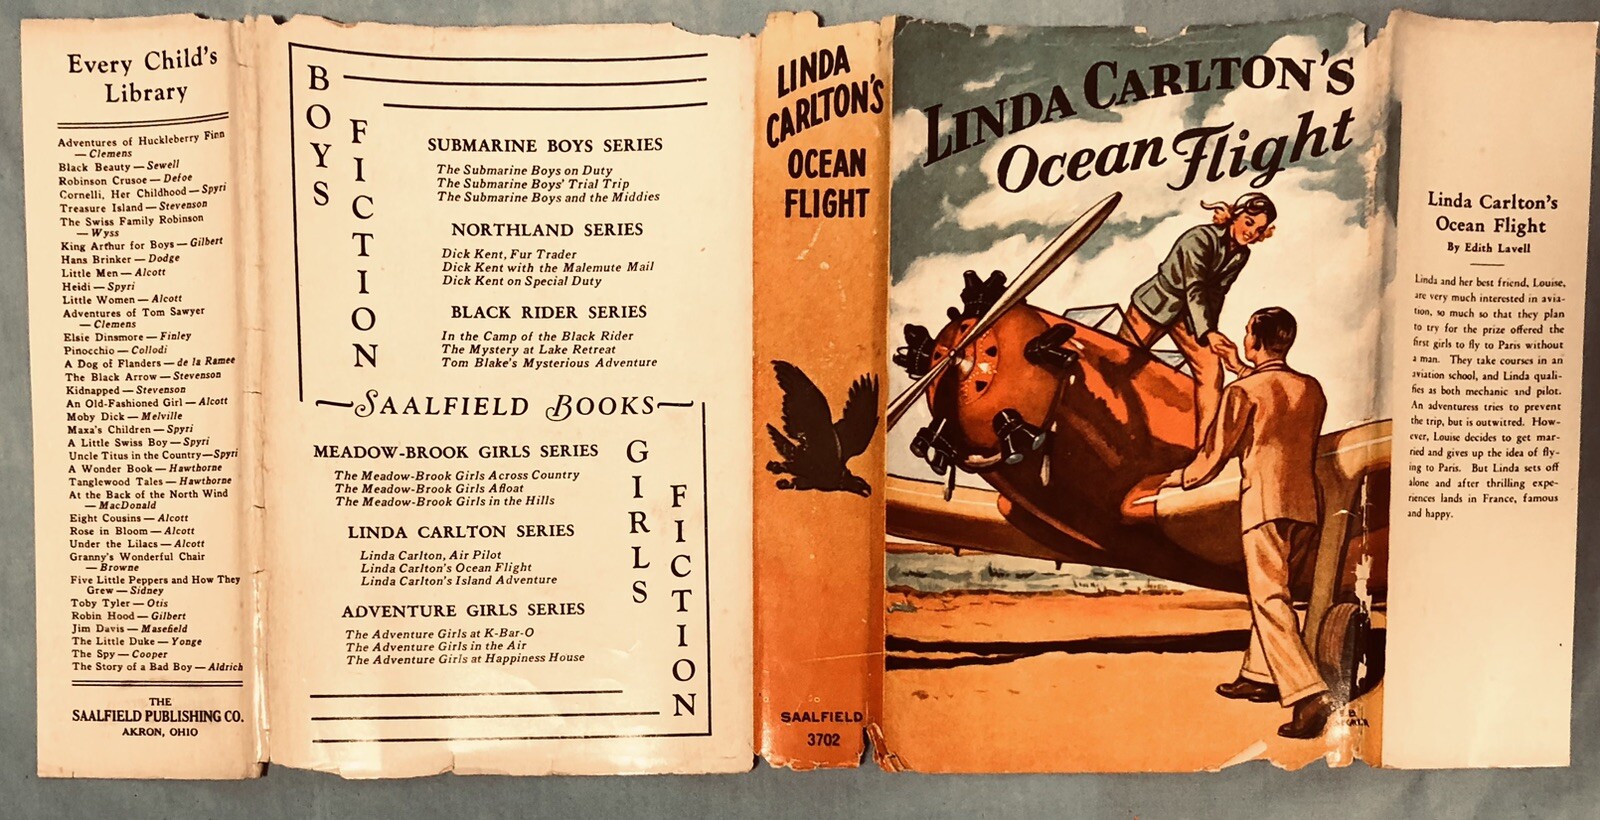 Every Child's
Library
Adventures of Huckleberry Finn
— Clemens
Black Beauty — Sewell
Robinson Crusoe — Defoe
Cornelli, Her Childhood — Spyri
Treasure Island — Stevenson
The Swiss Family Robinson
— Wyss
King Arthur for Boys — Gilbert
Hans Brinker — Dodge
Little Men — Alcott
Heidi — Spyri
Little Women — Alcott
Adventures of Tom Sawyer
— Clemens
Elsie Dinsmore — Finley
Pinocchio — Collodi
A Dog of Flanders — de la Ramee
The Black Arrow — Stevenson
Kidnapped — Stevenson
An Old-Fashioned Girl — Alcott
Moby Dick — Melville
Maxa's Children — Spyri
A Little Swiss Boy — Spyri
Uncle Titus in the Country — Spyri
A Wonder Book — Hawthorne
Tanglewood Tales — Hawthorne
At the Back of the North Wind
— MacDonald
Eight Cousins — Alcott
Rose in Bloom — Alcott
Under the Lilacs — Alcott
Granny's Wonderful Chair
— Browne
Five Little Peppers and How They
Grew — Sidney
Toby Tyler — Otis
Robin Hood — Gilbert
Jim Davis — Masefield
The Little Duke — Yonge
The Spy — Cooper
The Story of a Bad Boy — Aldrich
THE
SAALFIELD PUBLISHING CO.
AKRON, OHIO
BOYS
FICTION
SUBMARINE BOYS SERIES
The Submarine Boys on Duty
The Submarine Boys' Trial Trip
The Submarine Boys and the Middies
NORTHLAND SERIES
Dick Kent, Fur Trader
Dick Kent with the Malemute Mail
Dick Kent on Special Duty
BLACK RIDER SERIES
In the Camp of the Black Rider
The Mystery at Lake Retreat
Tom Blake's Mysterious Adventure
SAALFIELD BOOKS
MEADOW-BROOK GIRLS SERIES
The Meadow-Brook Girls Across Country
The Meadow-Brook Girls Afloat
The Meadow-Brook Girls in the Hills
LINDA CARLTON SERIES
Linda Carlton, Air Pilot
Linda Carlton's Ocean Flight
Linda Carlton's Island Adventure
ADVENTURE GIRLS SERIES
The Adventure Girls at K-Bar-O
The Adventure Girls in the Air
The Adventure Girls at Happiness House
GIRLS
FICTION
LINDA
CARLTON'S
OCEAN
FLIGHT
SAALFIELD
3702
LINDA CARLTON'S
Ocean Flight
Linda Carlton's
Ocean Flight
By Edith Lavell
Linda and her best friend, Louise,
are very much interested in avia-
tion, so much so that they plan
to try for the prize offered the
first girls to fly to Paris without
a man. They take courses in an
aviation school, and Linda quali-
fies as both mechanic and pilot.
An adventuress tries to prevent
the trip, but is outwitted. How-
ever, Louise decides to get mar-
ried and gives up the idea of fly-
ing to Paris. But Linda sets off
alone and after thrilling expe-
riences lands in France, famous
and happy.